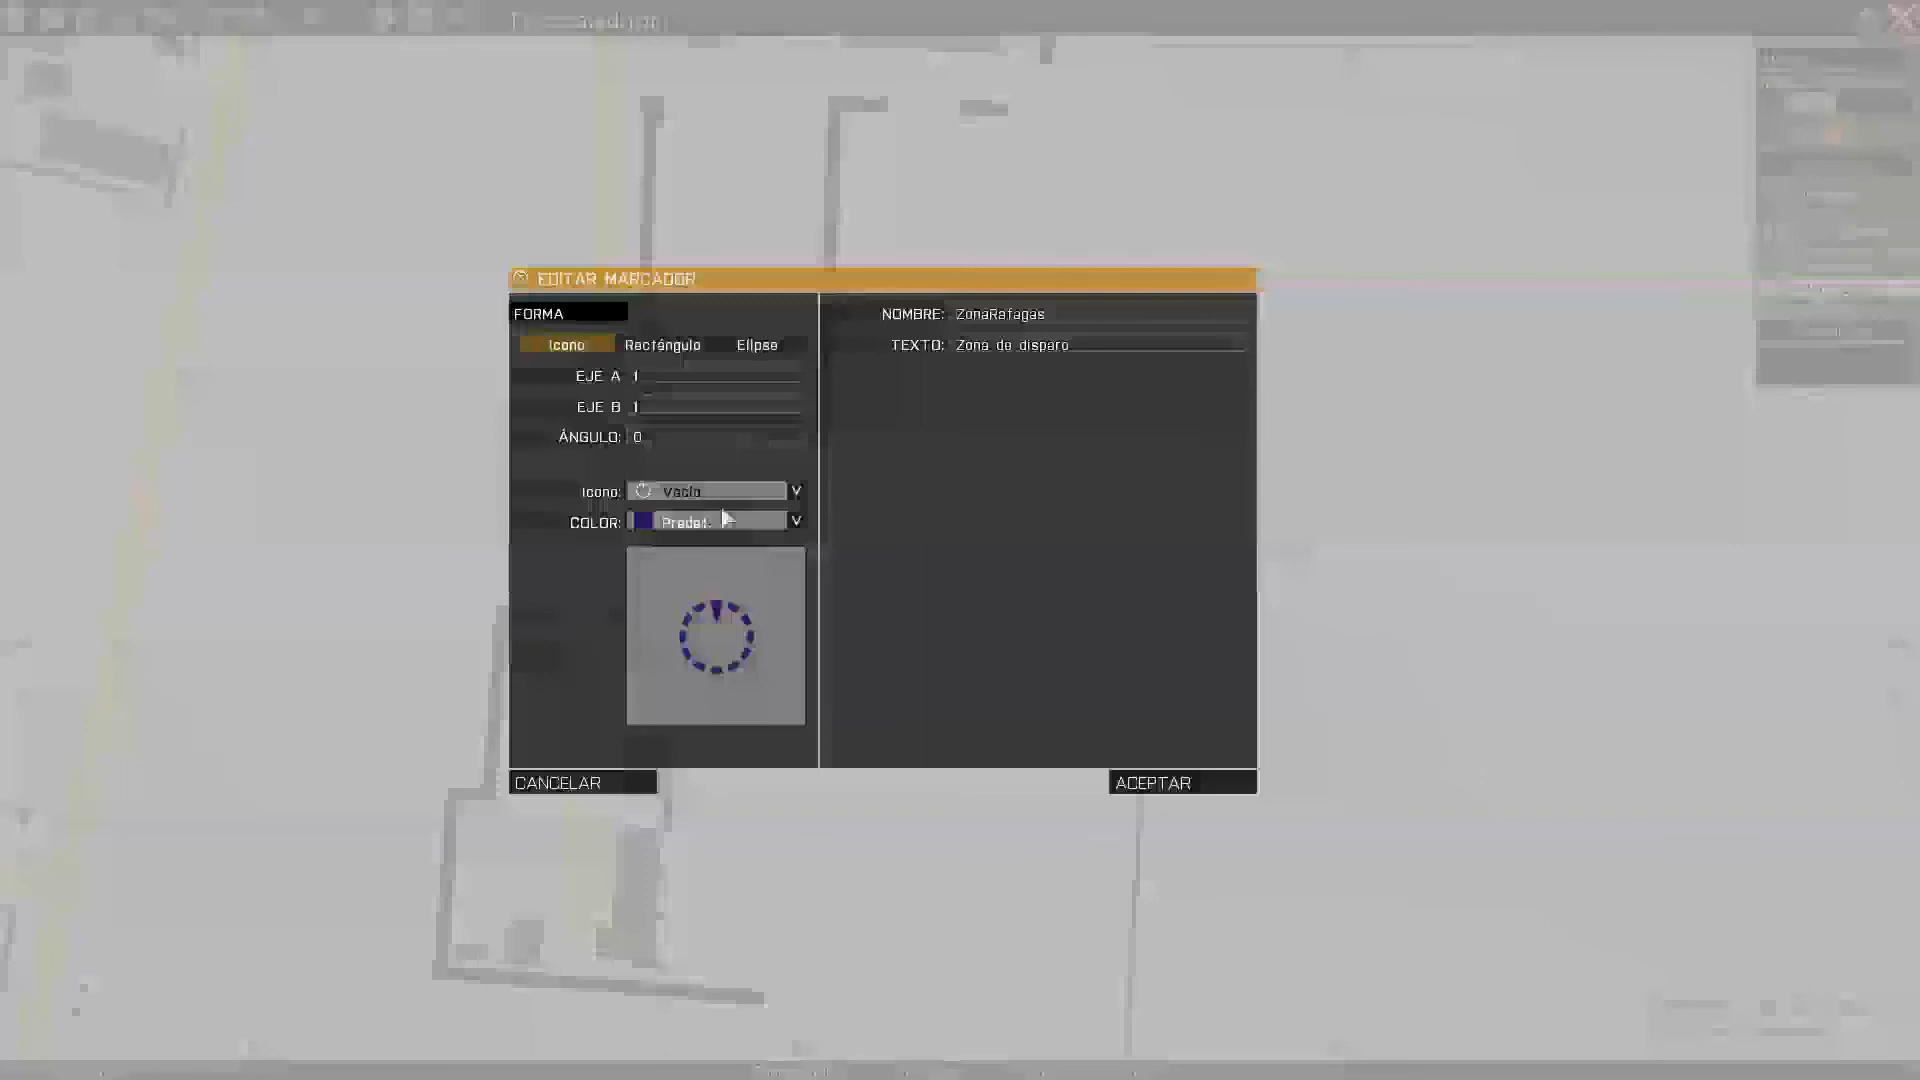 EDITAR MARCADOR
FORMA
Icono Rectángulo Elipse
EJE A 1
EJE B 1
ÁNGULO: 0
Icono: Vacío
COLOR: Predet.
NOMBRE: ZonaRafagas
TEXTO: Zona de disparo
CANCELAR
ACEPTAR